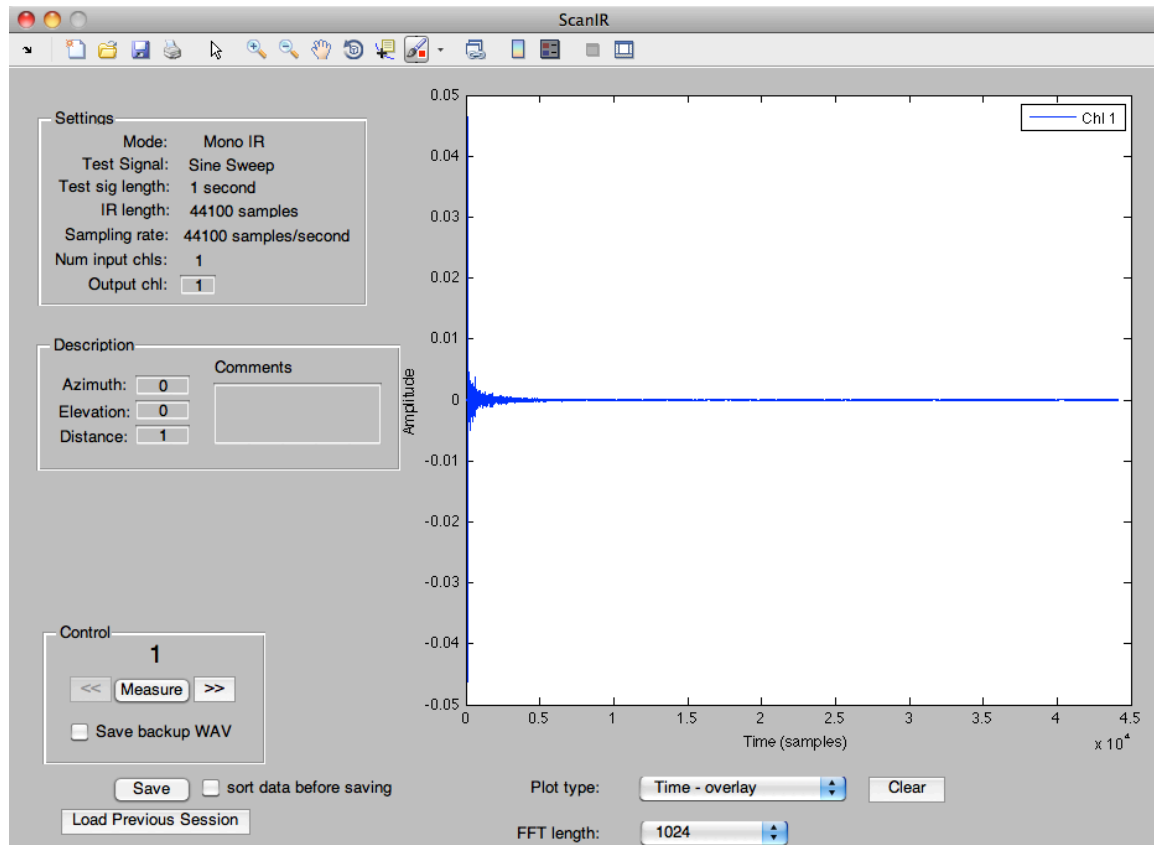 ScanIR
Settings
Mode: Mono IR
Test Signal: Sine Sweep
Test sig length: 1 second
IR length: 44100 samples
Sampling rate: 44100 samples/second
Num input chls: 1
Output chl: 1
Description
Azimuth: 0
Elevation: 0
Distance: 1
Comments
Control
1
<< Measure >>
Save backup WAV
Save sort data before saving
Load Previous Session
0.05
0.04
0.03
0.02
0.01
0
-0.01
-0.02
-0.03
-0.04
-0.05
Amplitude
Chl 1
0 0.5 1 1.5 2 2.5 3 3.5 4 4.5
Time (samples)
x 10^4
Plot type: Time - overlay Clear
FFT length: 1024